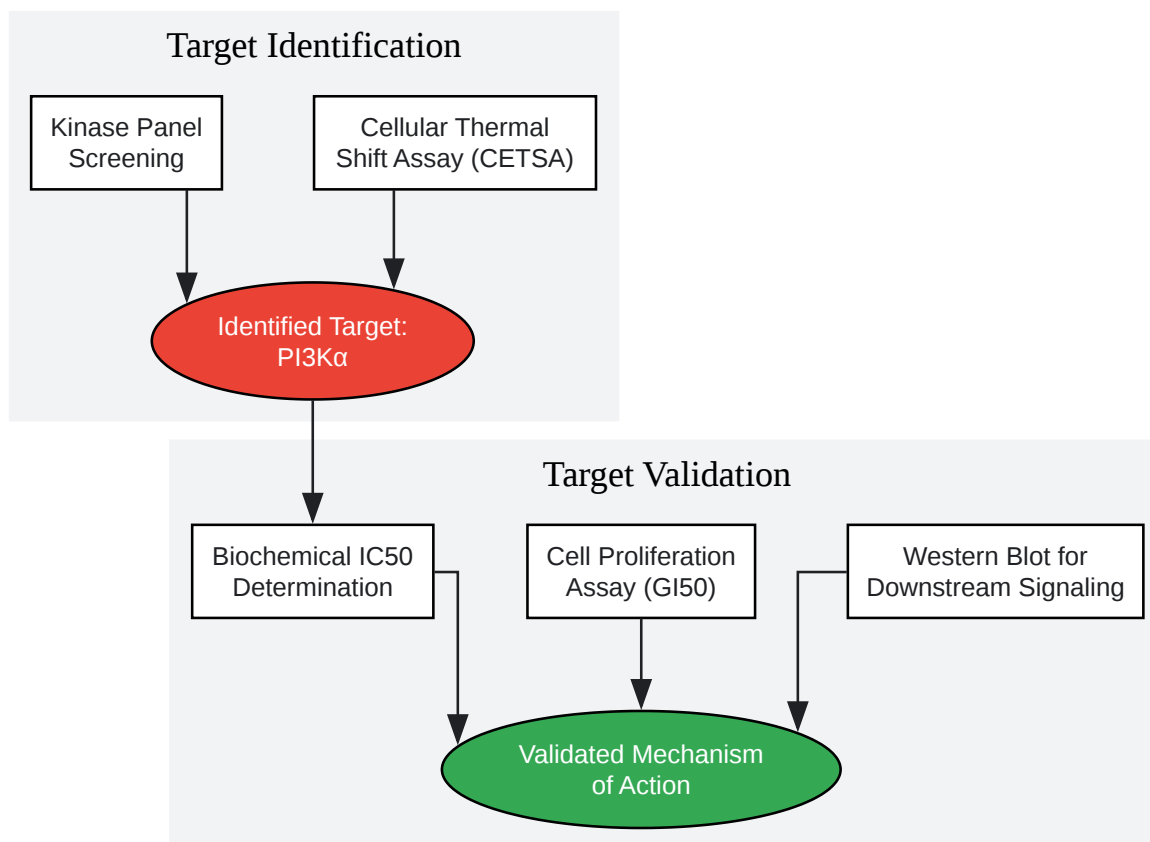 Target Identification
Kinase Panel
Screening
Cellular Thermal
Shift Assay (CETSA)
Identified Target:
PI3Kα
Target Validation
Biochemical IC50
Determination
Cell Proliferation
Assay (GI50)
Western Blot for
Downstream Signaling
Validated Mechanism
of Action